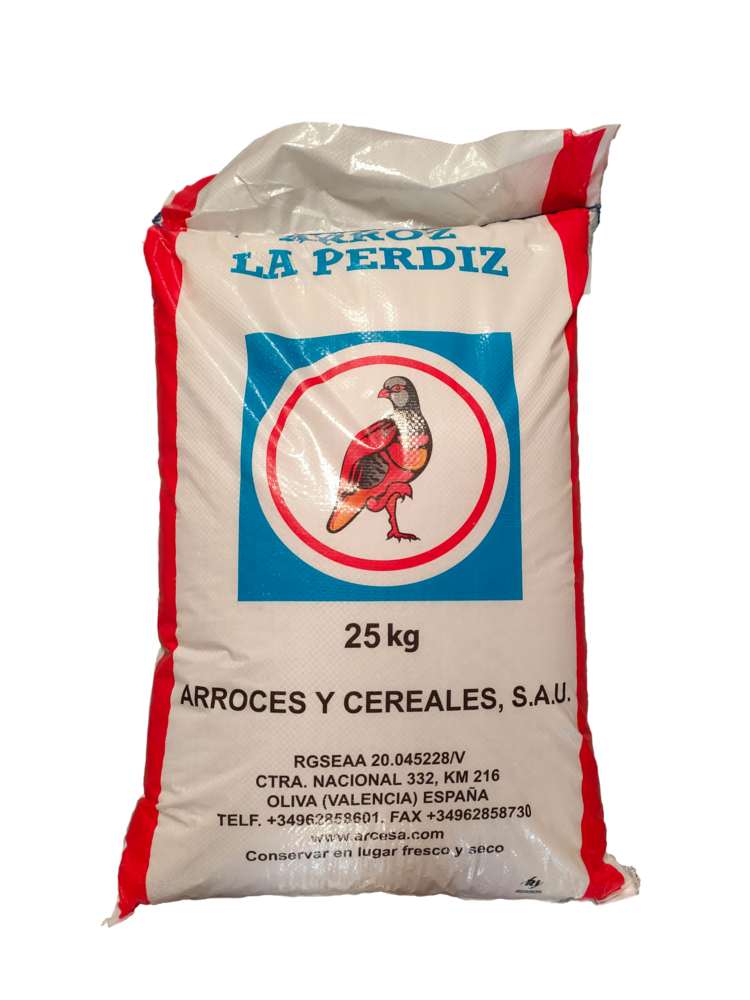 ARROZ
LA PERDIZ
25 kg
ARROCES Y CEREALES, S.A.U.
RGSEAA 20.045228/V
CTRA. NACIONAL 332, KM 216
OLIVA (VALENCIA) ESPAÑA
TELF. +34962858601. FAX +34962858730
www.arcesa.com
Conservar en lugar fresco y seco